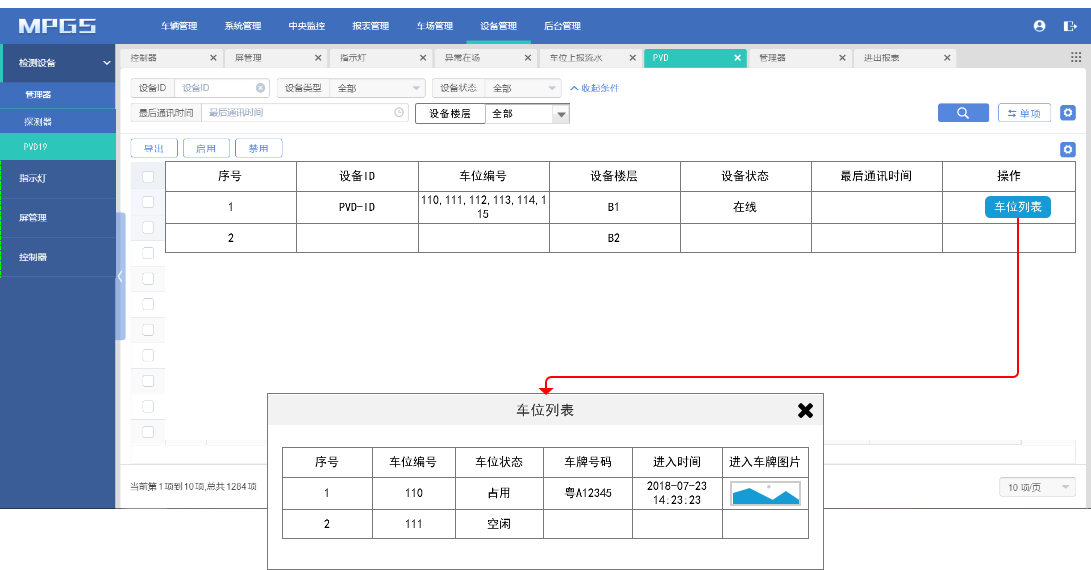 MPGS 车辆管理 系统管理 中央监控 报表管理 车场管理 设备管理 后台管理
检测设备
管理器
探测器
PVD19
指示灯
屏管理
控制器
控制器 屏管理 指示灯 异常在场 车位上报流水 PVD 管理器 进出报表
设备ID 设备ID 设备类型 全部 设备状态 全部 收起条件
最后通讯时间 最后通讯时间 设备楼层 全部 单项
导出 启用 禁用
序号 设备ID 车位编号 设备楼层 设备状态 最后通讯时间 操作
1 PVD-ID 110,111,112,113,114,1
15 B1 在线 车位列表
2 B2
车位列表
序号 车位编号 车位状态 车牌号码 进入时间 进入车牌图片
1 110 占用 粤A12345 2018-07-23
14:23:23
2 111 空闲
当前第1项到10项,总共1284项 10 项/页